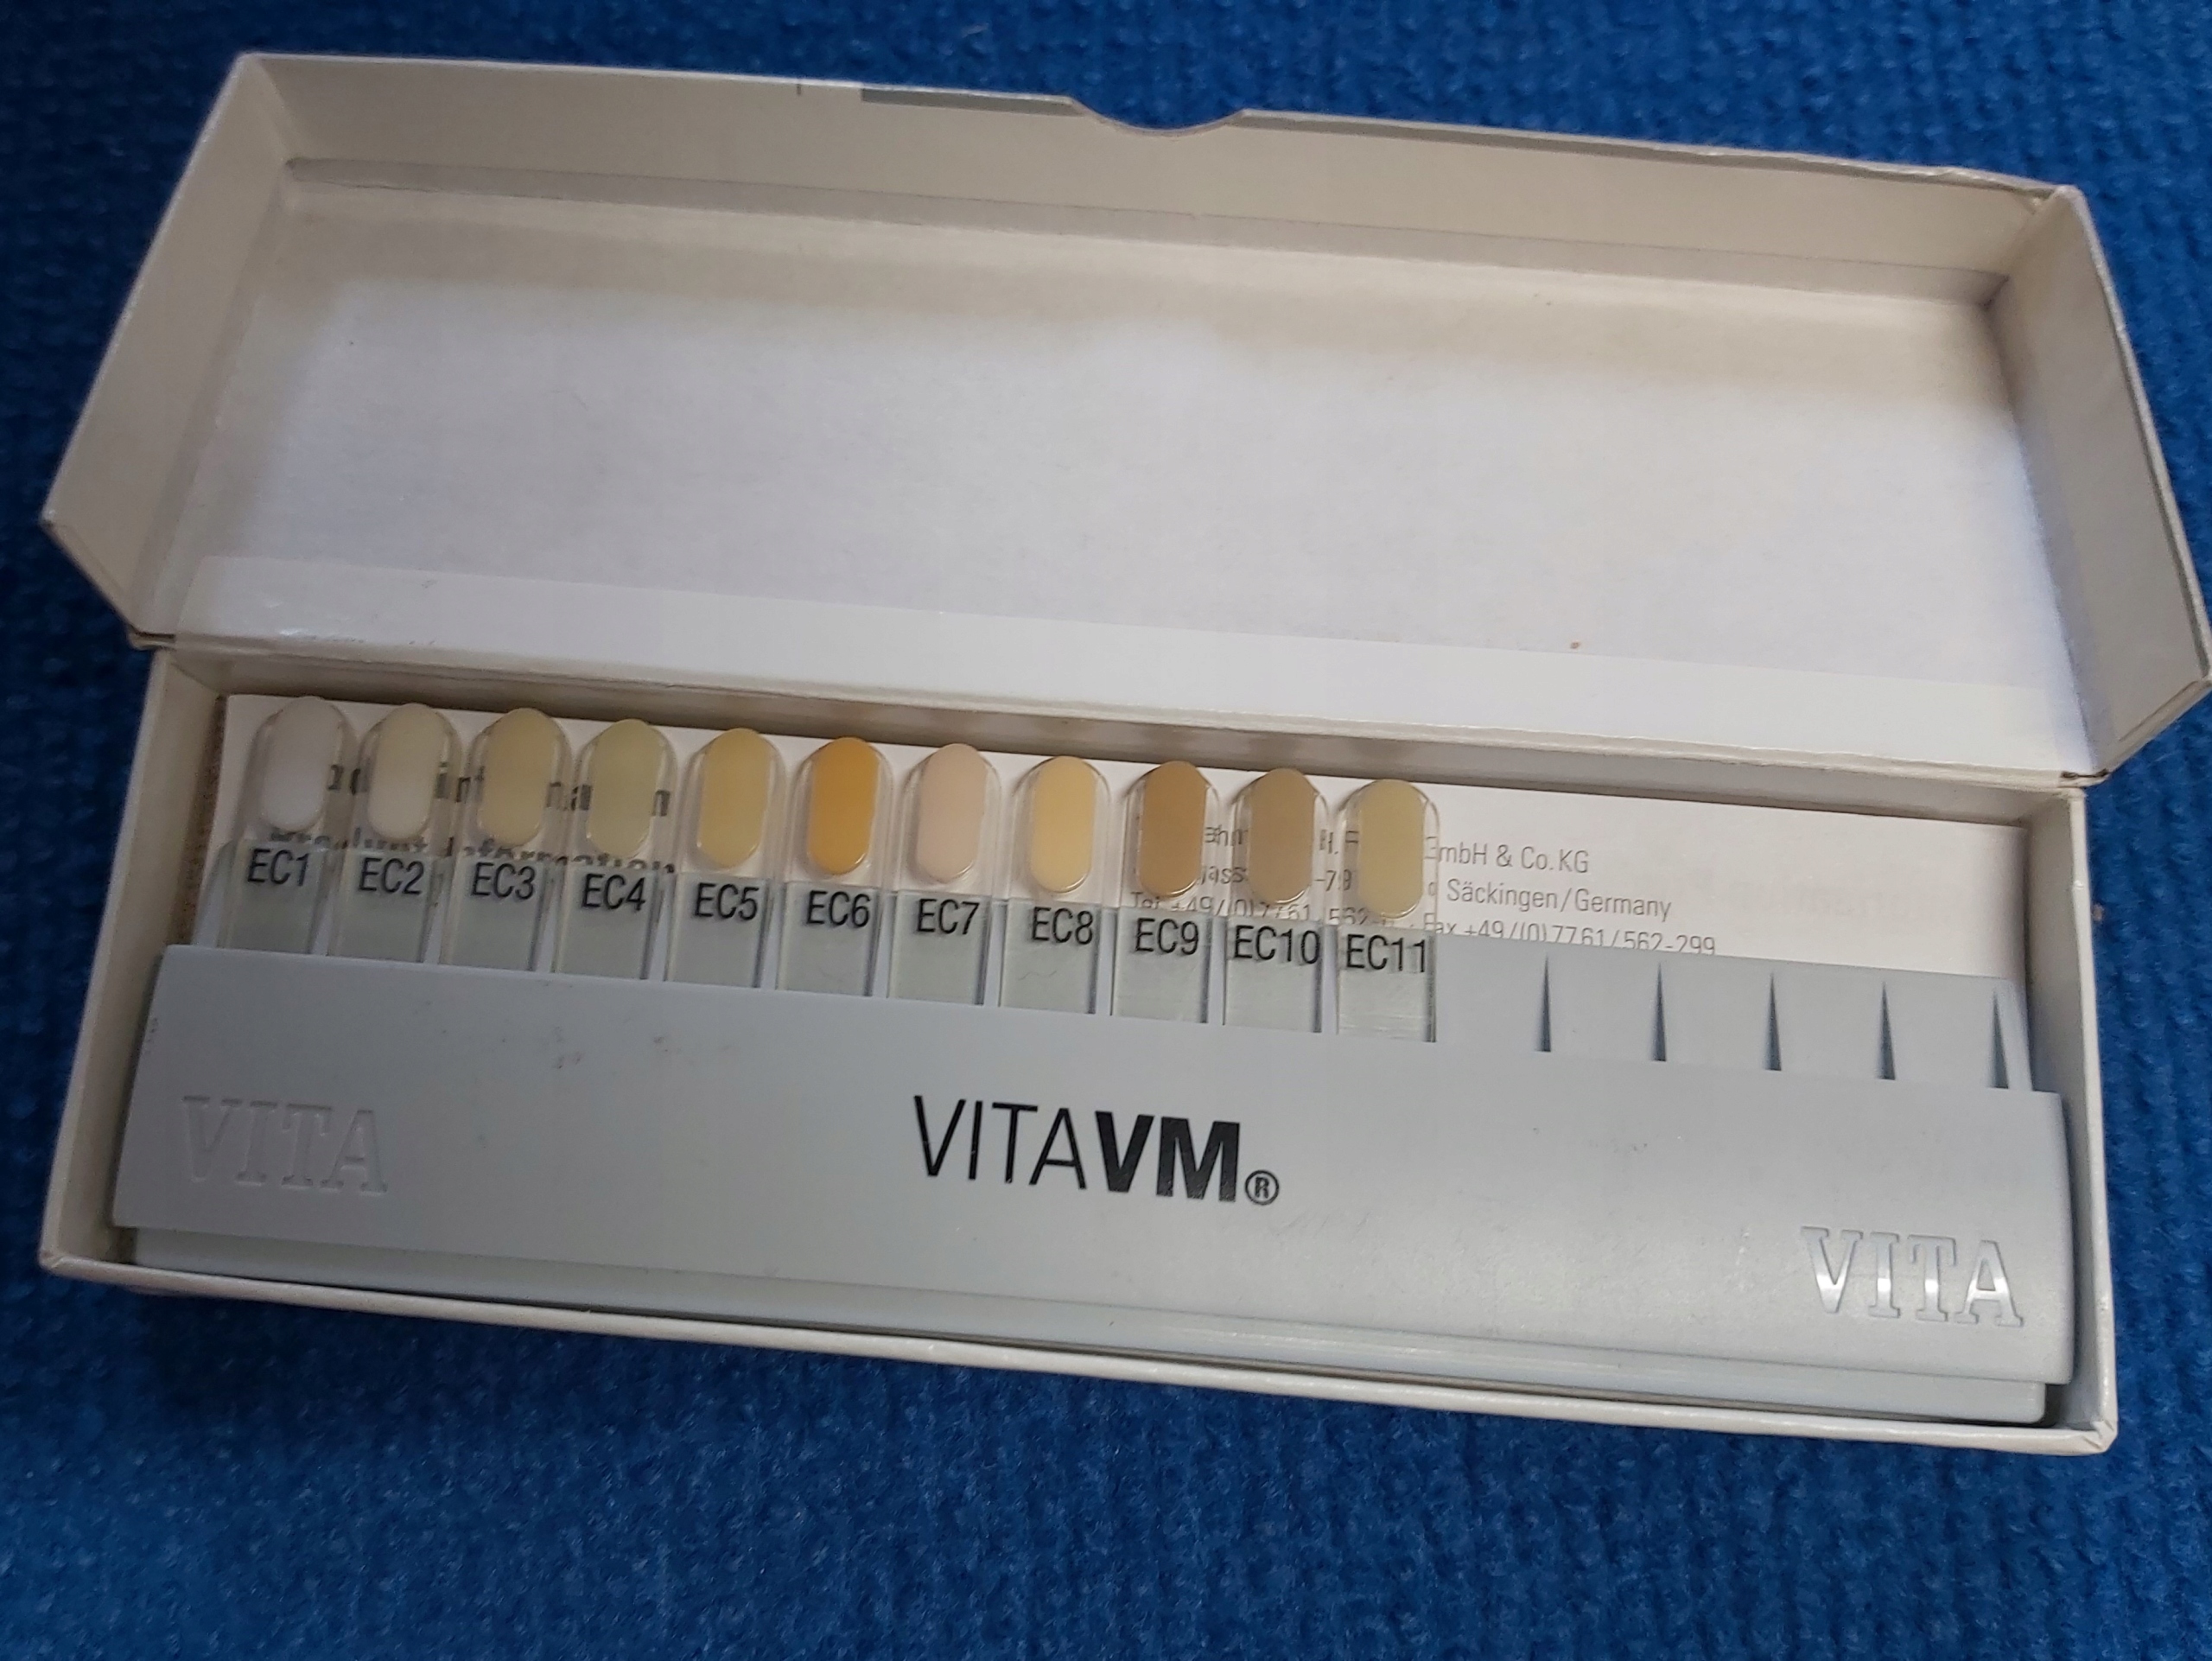 EC1 EC2 EC3 EC4 EC5 EC6 EC7 EC8 EC9 EC10 EC11
mbH & Co. KG
Säckingen/Germany
Fax +49/(0)7761/562-299
VITA
VITAVM®
VITA